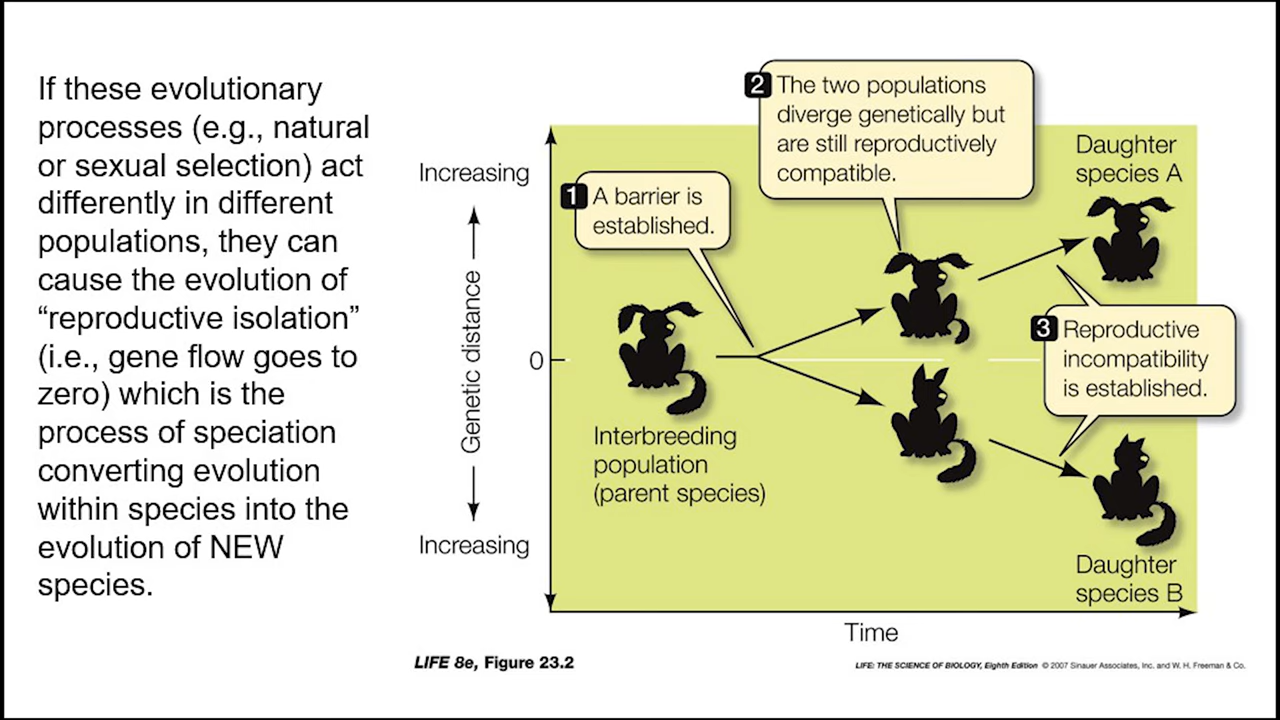 If these evolutionary
processes (e.g., natural
or sexual selection) act
differently in different
populations, they can
cause the evolution of
“reproductive isolation”
(i.e., gene flow goes to
zero) which is the
process of speciation
converting evolution
within species into the
evolution of NEW
species.
Increasing
Genetic distance
0
Increasing
1 A barrier is
established.
2 The two populations
diverge genetically but
are still reproductively
compatible.
Daughter
species A
3 Reproductive
incompatibility
is established.
Interbreeding
population
(parent species)
Daughter
species B
Time
LIFE 8e, Figure 23.2
LIFE: THE SCIENCE OF BIOLOGY, Eighth Edition © 2007 Sinauer Associates, Inc. and W. H. Freeman & Co.